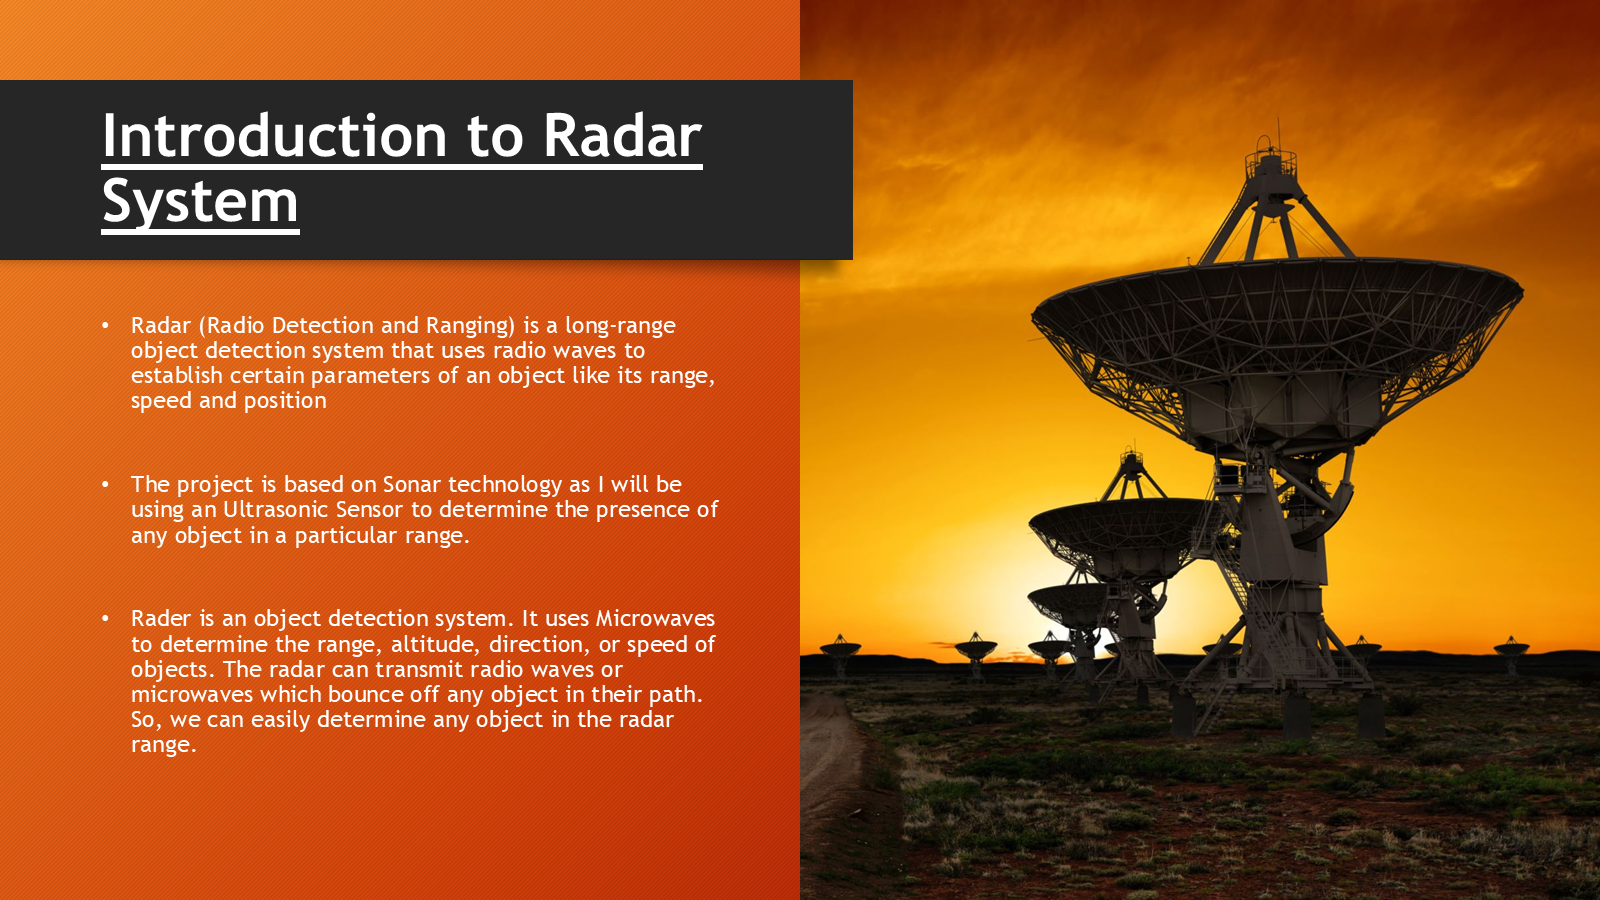 Introduction to Radar
System
• Radar (Radio Detection and Ranging) is a long-range
object detection system that uses radio waves to
establish certain parameters of an object like its range,
speed and position
• The project is based on Sonar technology as I will be
using an Ultrasonic Sensor to determine the presence of
any object in a particular range.
• Rader is an object detection system. It uses Microwaves
to determine the range, altitude, direction, or speed of
objects. The radar can transmit radio waves or
microwaves which bounce off any object in their path.
So, we can easily determine any object in the radar
range.